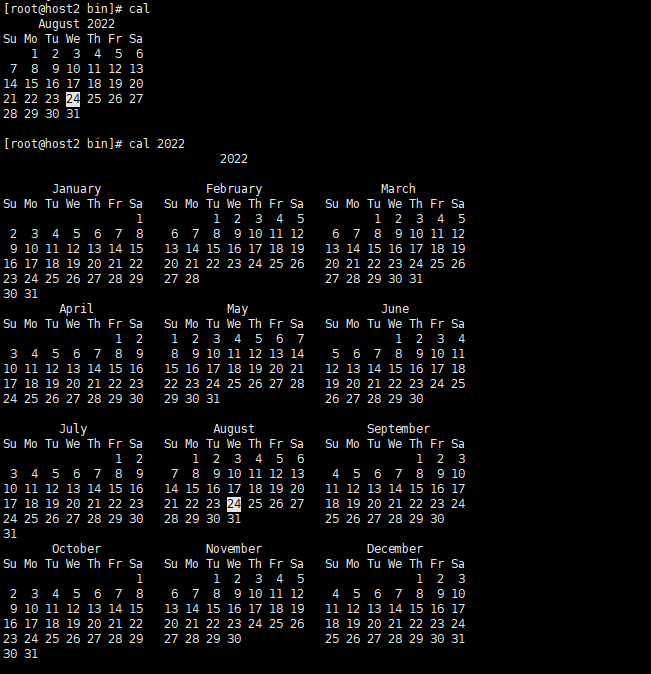 [root@host2 bin]# cal
     August 2022
Su Mo Tu We Th Fr Sa
    1  2  3  4  5  6
 7  8  9 10 11 12 13
14 15 16 17 18 19 20
21 22 23 24 25 26 27
28 29 30 31

[root@host2 bin]# cal 2022
                               2022

       January               February                 March
Su Mo Tu We Th Fr Sa   Su Mo Tu We Th Fr Sa   Su Mo Tu We Th Fr Sa
                   1          1  2  3  4  5          1  2  3  4  5
 2  3  4  5  6  7  8    6  7  8  9 10 11 12    6  7  8  9 10 11 12
 9 10 11 12 13 14 15   13 14 15 16 17 18 19   13 14 15 16 17 18 19
16 17 18 19 20 21 22   20 21 22 23 24 25 26   20 21 22 23 24 25 26
23 24 25 26 27 28 29   27 28                  27 28 29 30 31
30 31
        April                   May                   June
Su Mo Tu We Th Fr Sa   Su Mo Tu We Th Fr Sa   Su Mo Tu We Th Fr Sa
                1  2    1  2  3  4  5  6  7             1  2  3  4
 3  4  5  6  7  8  9    8  9 10 11 12 13 14    5  6  7  8  9 10 11
10 11 12 13 14 15 16   15 16 17 18 19 20 21   12 13 14 15 16 17 18
17 18 19 20 21 22 23   22 23 24 25 26 27 28   19 20 21 22 23 24 25
24 25 26 27 28 29 30   29 30 31               26 27 28 29 30

        July                  August                September
Su Mo Tu We Th Fr Sa   Su Mo Tu We Th Fr Sa   Su Mo Tu We Th Fr Sa
                1  2       1  2  3  4  5  6                1  2  3
 3  4  5  6  7  8  9    7  8  9 10 11 12 13    4  5  6  7  8  9 10
10 11 12 13 14 15 16   14 15 16 17 18 19 20   11 12 13 14 15 16 17
17 18 19 20 21 22 23   21 22 23 24 25 26 27   18 19 20 21 22 23 24
24 25 26 27 28 29 30   28 29 30 31            25 26 27 28 29 30
31
       October               November               December
Su Mo Tu We Th Fr Sa   Su Mo Tu We Th Fr Sa   Su Mo Tu We Th Fr Sa
                   1          1  2  3  4  5                1  2  3
 2  3  4  5  6  7  8    6  7  8  9 10 11 12    4  5  6  7  8  9 10
 9 10 11 12 13 14 15   13 14 15 16 17 18 19   11 12 13 14 15 16 17
16 17 18 19 20 21 22   20 21 22 23 24 25 26   18 19 20 21 22 23 24
23 24 25 26 27 28 29   27 28 29 30            25 26 27 28 29 30 31
30 31